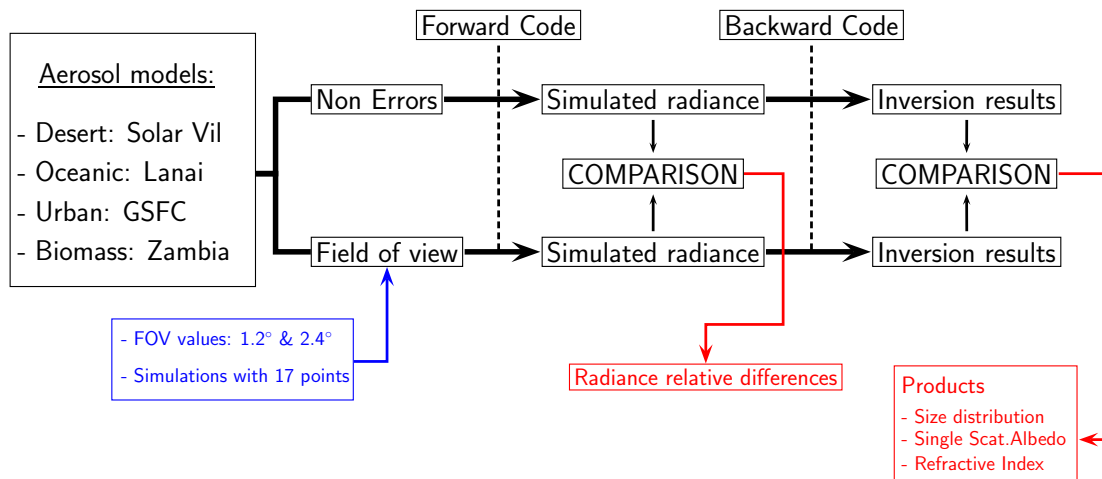 Forward Code
Backward Code
Aerosol models:
- Desert: Solar Vil
- Oceanic: Lanai
- Urban: GSFC
- Biomass: Zambia
Non Errors
Simulated radiance
Inversion results
COMPARISON
COMPARISON
Field of view
Simulated radiance
Inversion results
- FOV values: 1.2° & 2.4°
- Simulations with 17 points
Radiance relative differences
Products
- Size distribution
- Single Scat.Albedo
- Refractive Index